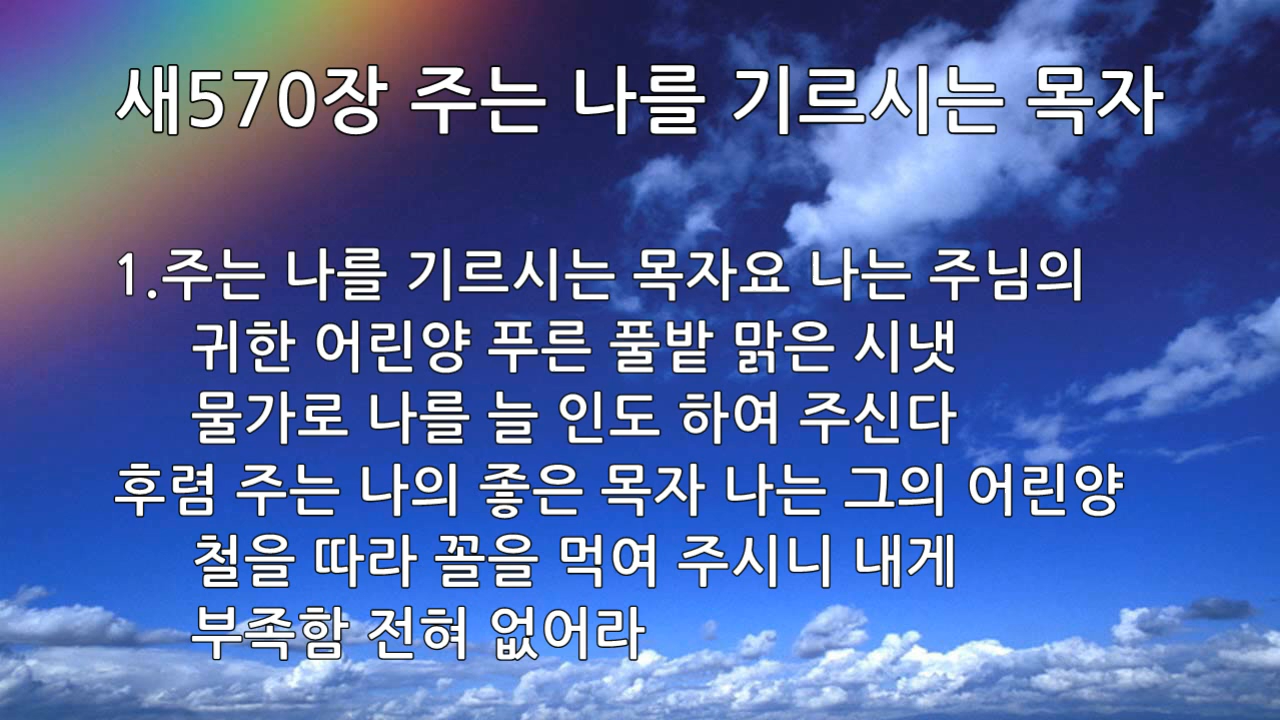 새570장 주는 나를 기르시는 목자
1.주는 나를 기르시는 목자요 나는 주님의
귀한 어린양 푸른 풀밭 맑은 시냇
물가로 나를 늘 인도 하여 주신다
후렴 주는 나의 좋은 목자 나는 그의 어린양
철을 따라 꼴을 먹여 주시니 내게
부족함 전혀 없어라